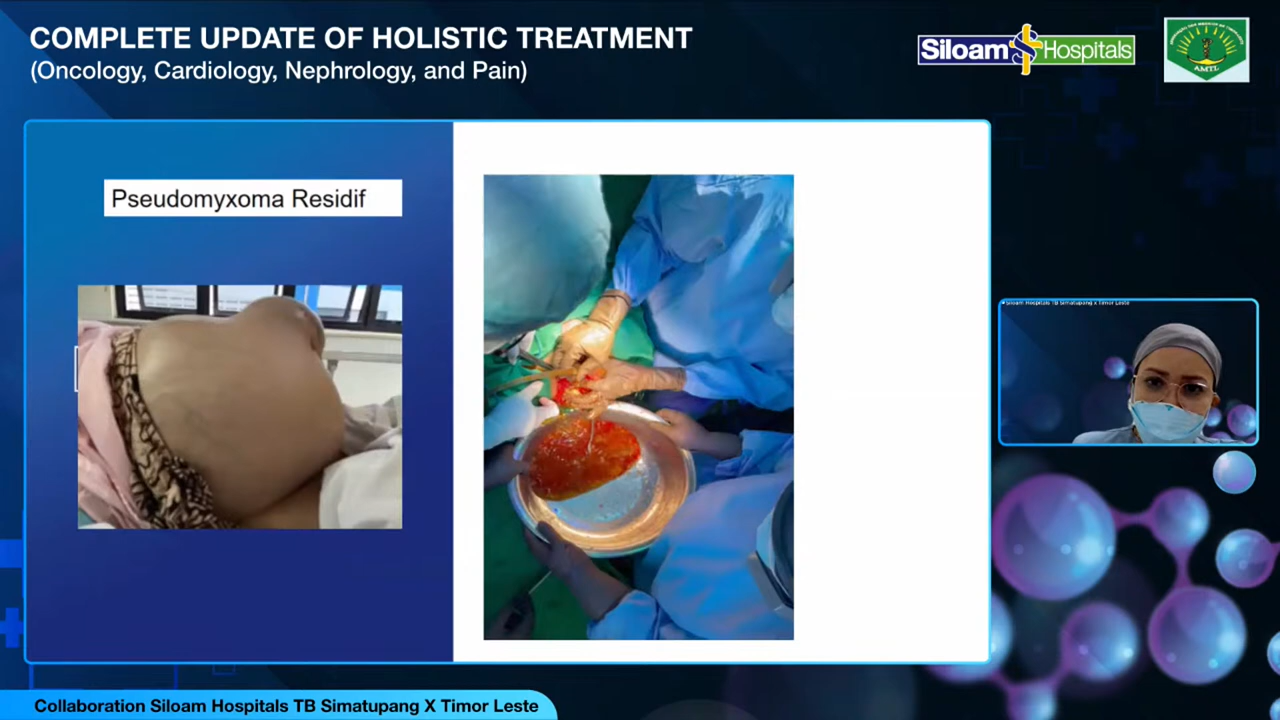 COMPLETE UPDATE OF HOLISTIC TREATMENT
(Oncology, Cardiology, Nephrology, and Pain)
Siloam Hospitals
AMTL
Pseudomyxoma Residif
Siloam Hospitals TB Simatupang x Timor Leste
Collaboration Siloam Hospitals TB Simatupang X Timor Leste